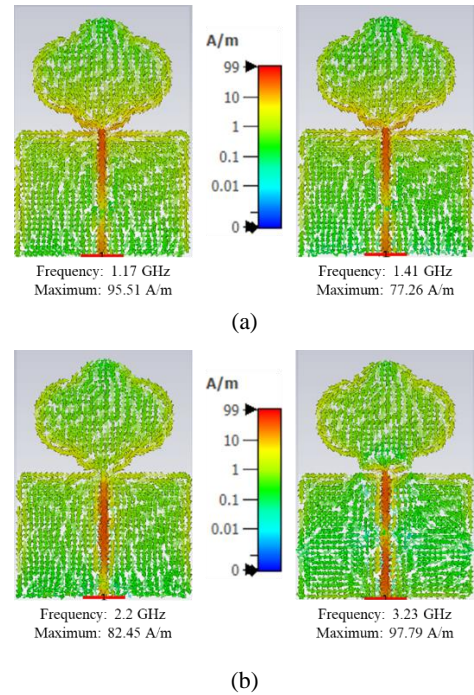 A/m
99
10
1
0.1
0.01
0
Frequency: 1.17 GHz
Maximum: 95.51 A/m
Frequency: 1.41 GHz
Maximum: 77.26 A/m
(a)
A/m
99
10
1
0.1
0.01
0
Frequency: 2.2 GHz
Maximum: 82.45 A/m
Frequency: 3.23 GHz
Maximum: 97.79 A/m
(b)